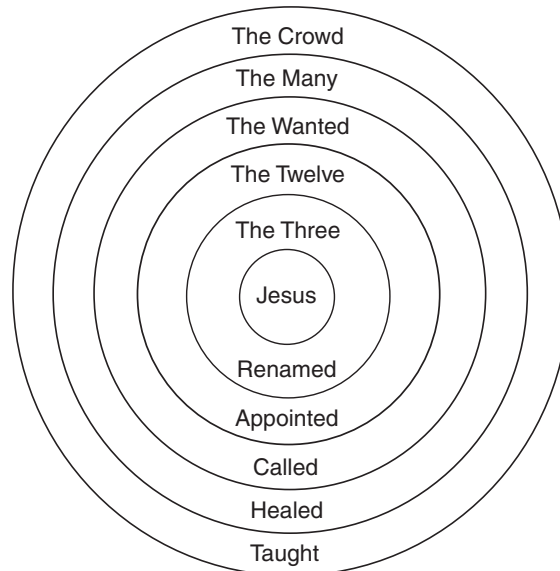 The Crowd
The Many
The Wanted
The Twelve
The Three
Jesus
Renamed
Appointed
Called
Healed
Taught